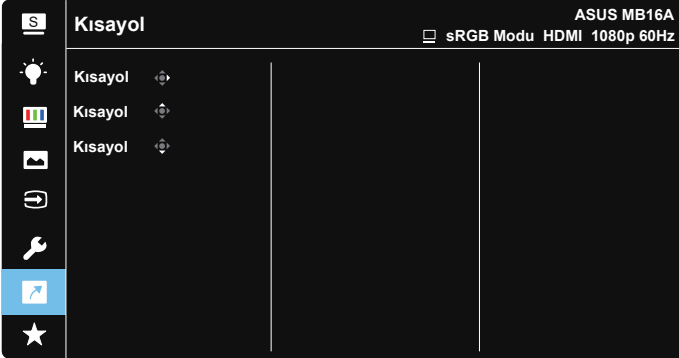 S
Kısayol
ASUS MB16A
sRGB Modu HDMI 1080p 60Hz
Kısayol
Kısayol
Kısayol